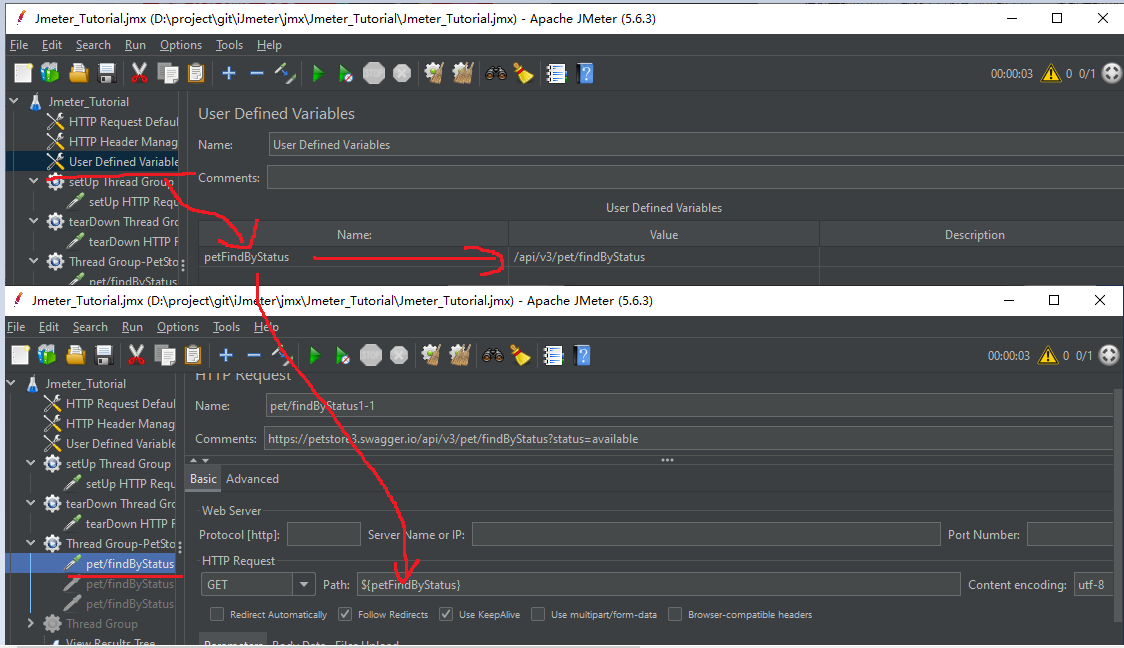 Jmeter_Tutorial.jmx (D:\project\git\iJmeter\jmx\Jmeter_Tutorial\Jmeter_Tutorial.jmx) - Apache JMeter (5.6.3)
File Edit Search Run Options Tools Help
STOP 00:00:03 0 0/1
Jmeter_Tutorial
HTTP Request Defau
HTTP Header Manag
User Defined Variable
setUp Thread Group
setUp HTTP Requ
tearDown Thread Gro
tearDown HTTP F
Thread Group-PetSto
pet/findByStatus
User Defined Variables
Name: User Defined Variables
Comments:
User Defined Variables
Name: Value Description
petFindByStatus /api/v3/pet/findByStatus
Jmeter_Tutorial.jmx (D:\project\git\iJmeter\jmx\Jmeter_Tutorial\Jmeter_Tutorial.jmx) - Apache JMeter (5.6.3)
File Edit Search Run Options Tools Help
STOP 00:00:03 0 0/1
Jmeter_Tutorial
HTTP Request Defau
HTTP Header Manag
User Defined Variable
setUp Thread Group
setUp HTTP Requ
tearDown Thread Gro
tearDown HTTP F
Thread Group-PetSto
pet/findByStatus
pet/findByStatus
pet/findByStatus
Thread Group
View Results Tree
HTTP Request
Name: pet/findByStatus1-1
Comments: https://petstore3.swagger.io/api/v3/pet/findByStatus?status=available
Basic Advanced
Web Server
Protocol [http]: Server Name or IP: Port Number:
HTTP Request
GET Path: ${petFindByStatus} Content encoding: utf-8
Redirect Automatically Follow Redirects Use KeepAlive Use multipart/form-data Browser-compatible headers
Parameters Body Data Files Upload